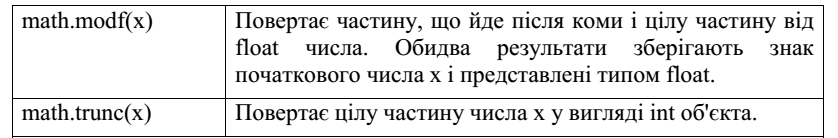 math.modf(x) Повертає частину, що йде після коми і цілу частину від
float числа. Обидва результати зберігають знак
початкового числа x і представлені типом float.
math.trunc(x) Повертає цілу частину числа x у вигляді int об'єкта.